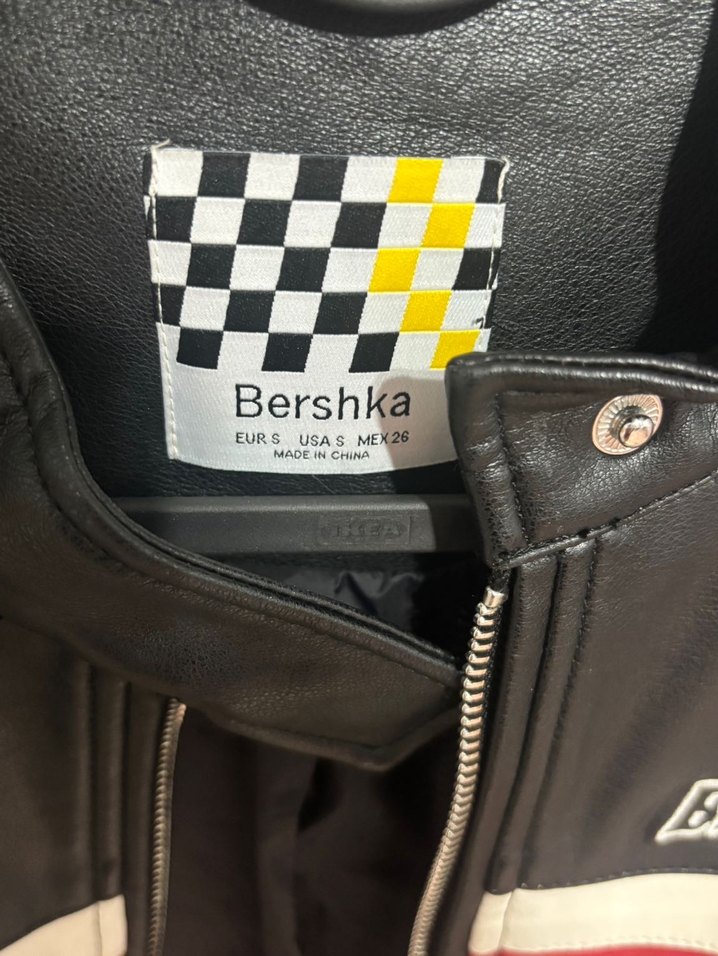 Bershka
EUR S USA S MEX 26
MADE IN CHINA
IKEA